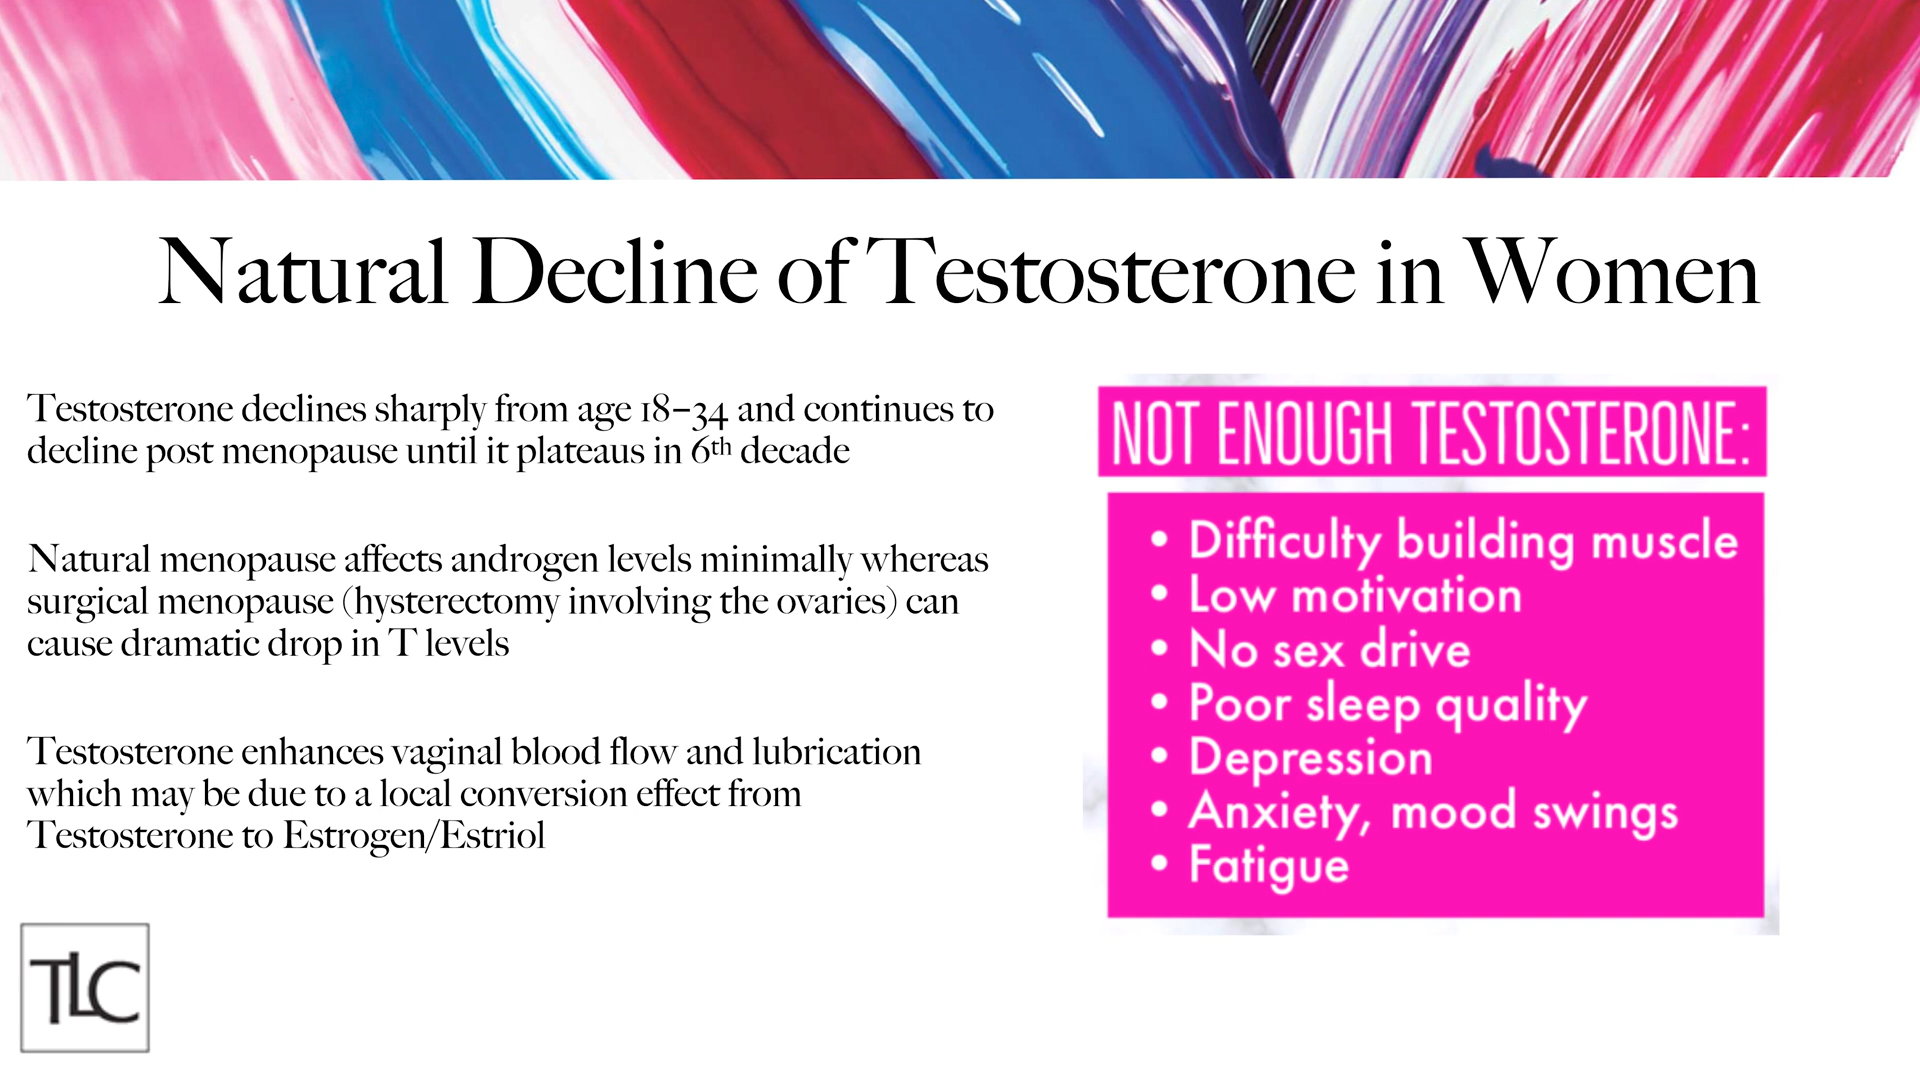 Natural Decline of Testosterone in Women
Testosterone declines sharply from age 18–34 and continues to
decline post menopause until it plateaus in 6th decade
Natural menopause affects androgen levels minimally whereas
surgical menopause (hysterectomy involving the ovaries) can
cause dramatic drop in T levels
Testosterone enhances vaginal blood flow and lubrication
which may be due to a local conversion effect from
Testosterone to Estrogen/Estriol
NOT ENOUGH TESTOSTERONE:
• Difficulty building muscle
• Low motivation
• No sex drive
• Poor sleep quality
• Depression
• Anxiety, mood swings
• Fatigue
TLC